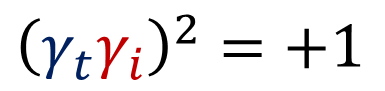 (γₜγᵢ)² = +1